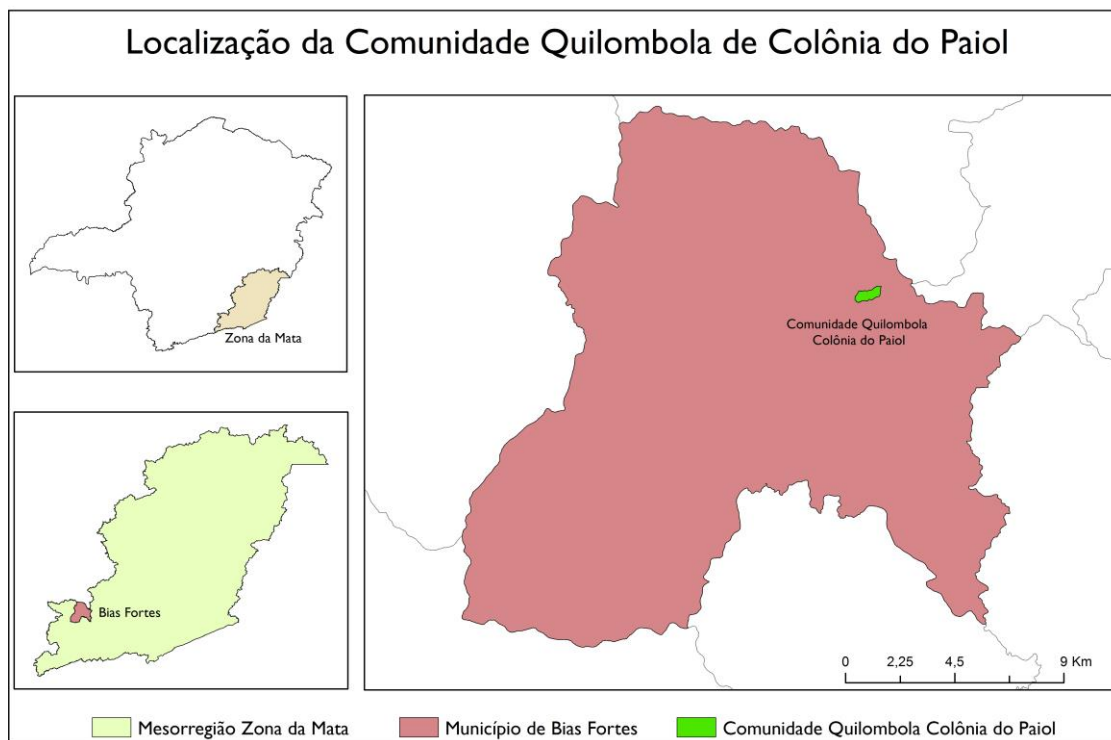 Localização da Comunidade Quilombola de Colônia do Paiol
Zona da Mata
Comunidade Quilombola
Colônia do Paiol
Bias Fortes
0 2,25 4,5 9 Km
Mesorregião Zona da Mata
Município de Bias Fortes
Comunidade Quilombola Colônia do Paiol